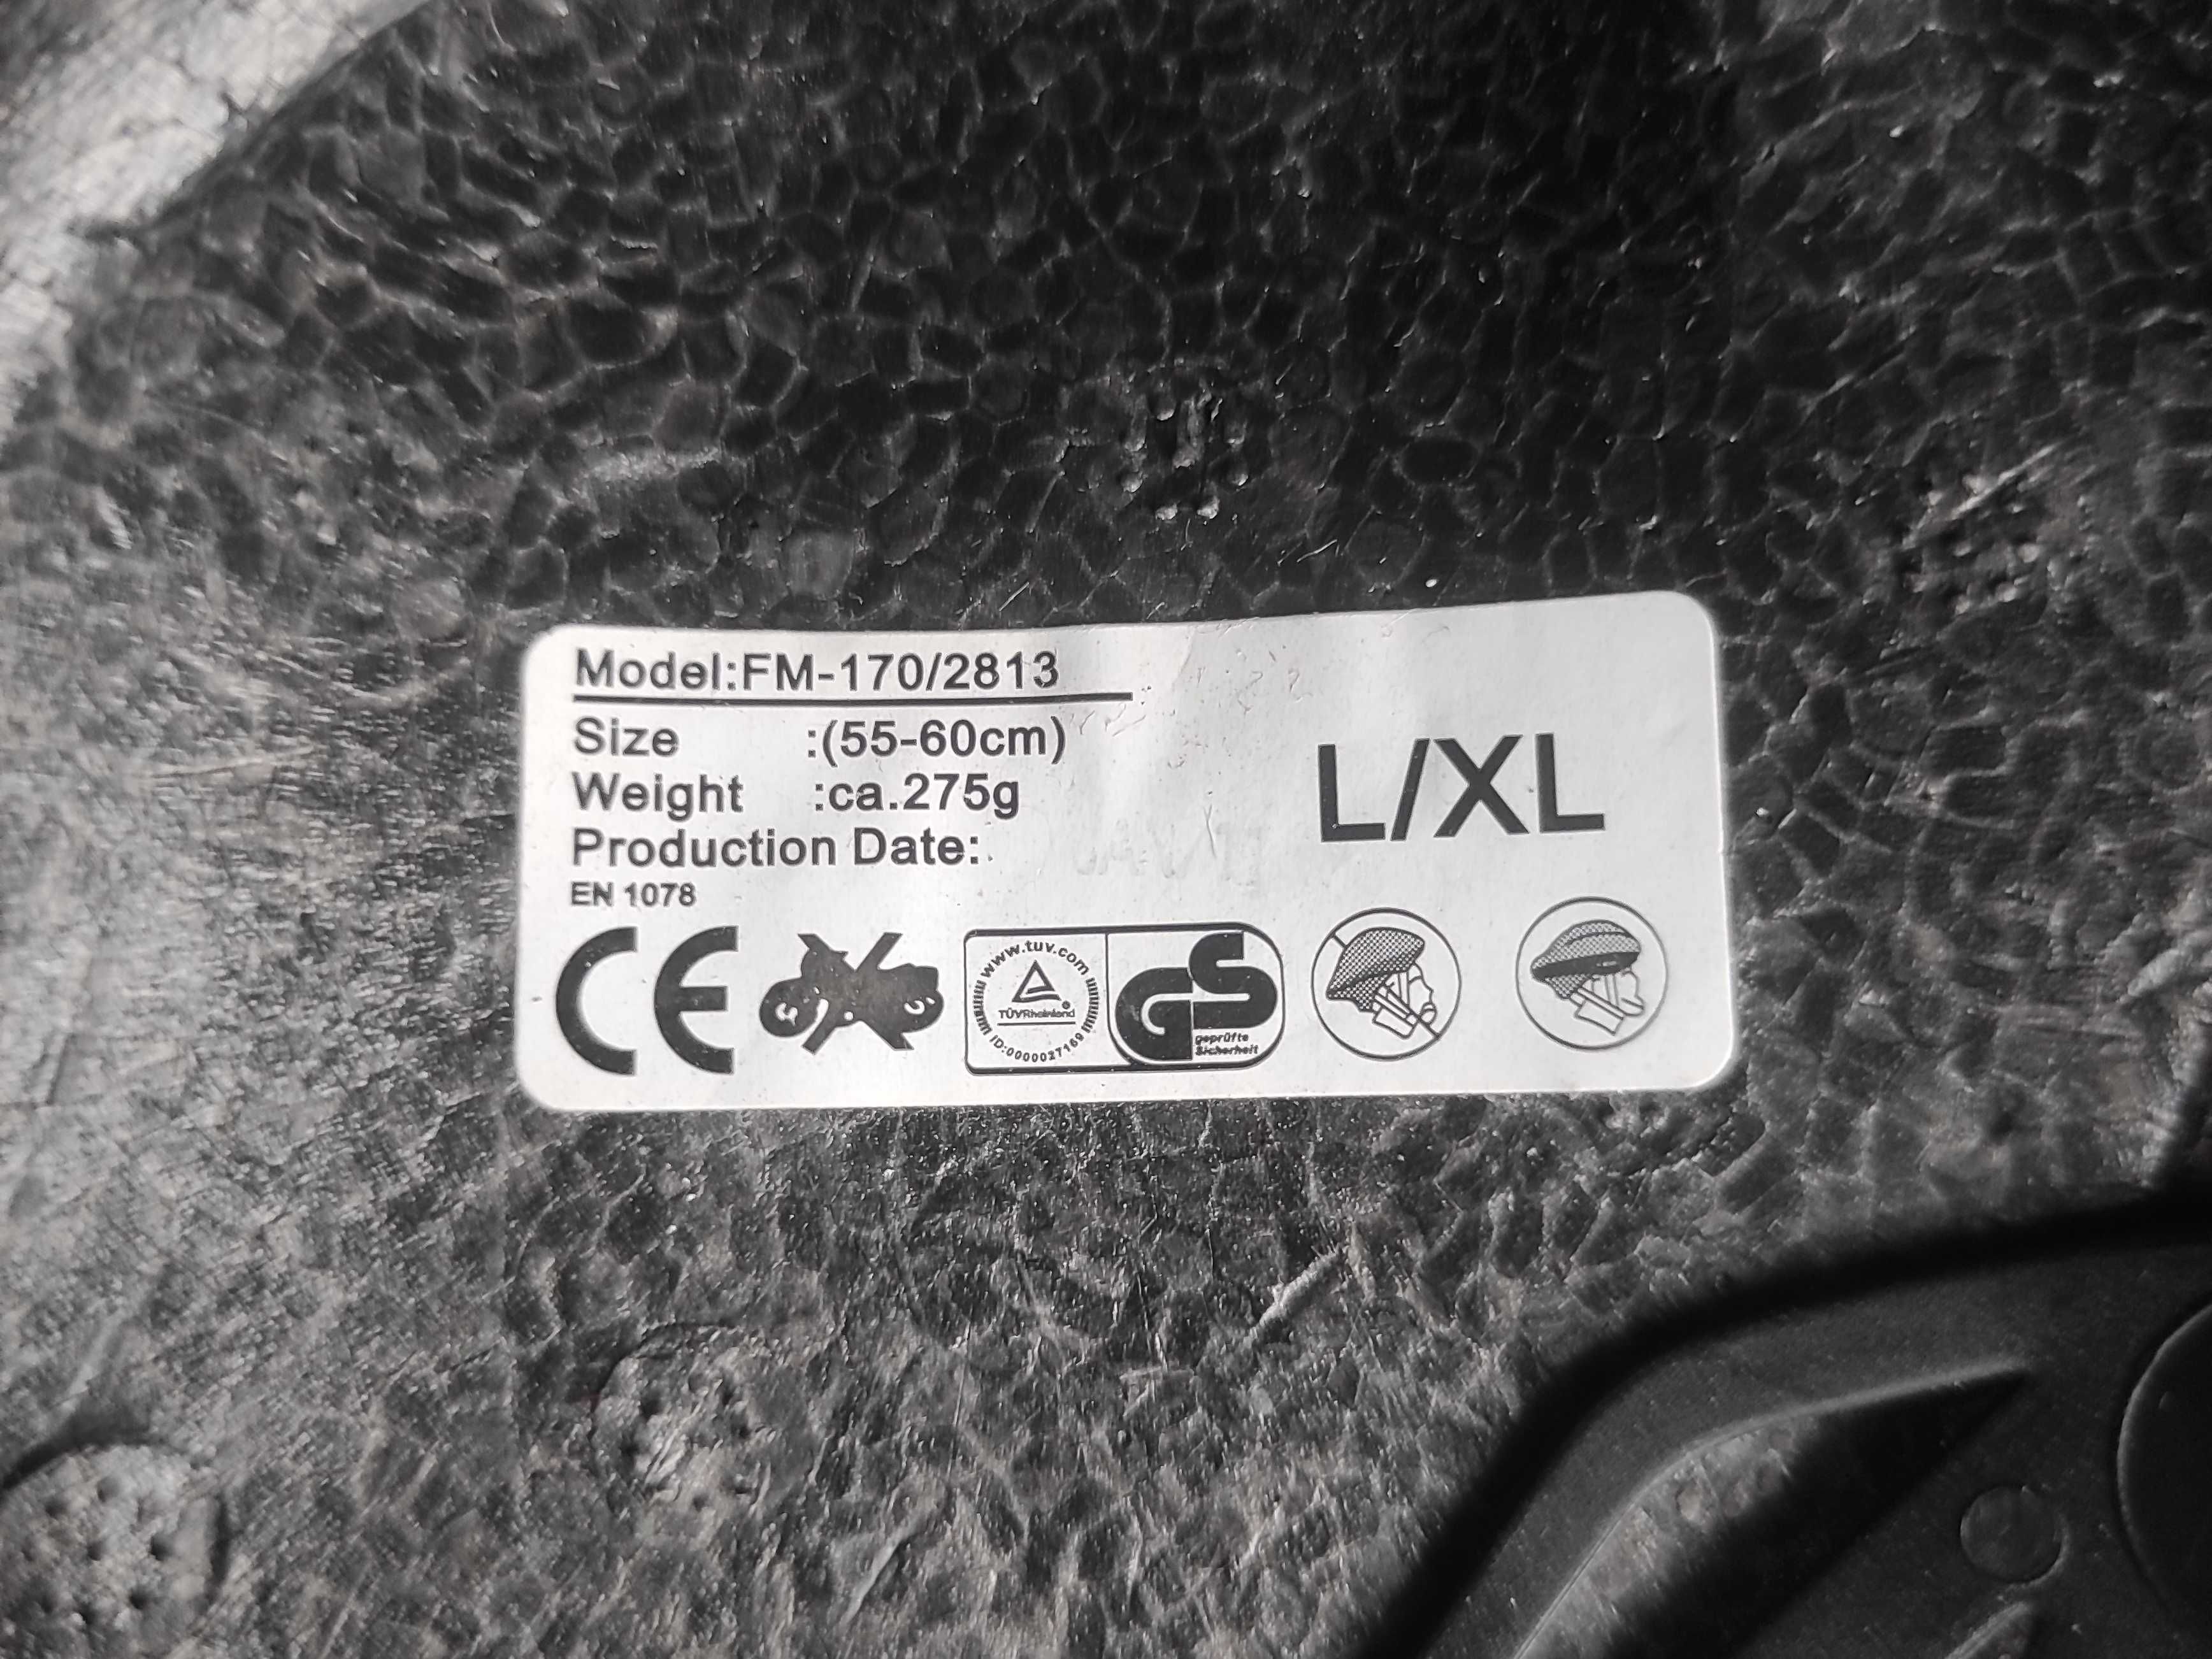 Model:FM-170/2813
Size :(55-60cm)
Weight :ca.275g
Production Date:
L/XL
EN 1078
CE
www.tuv.com
TÜVRheinland
®
ID:0000027169
GS
geprüfte
Sicherheit